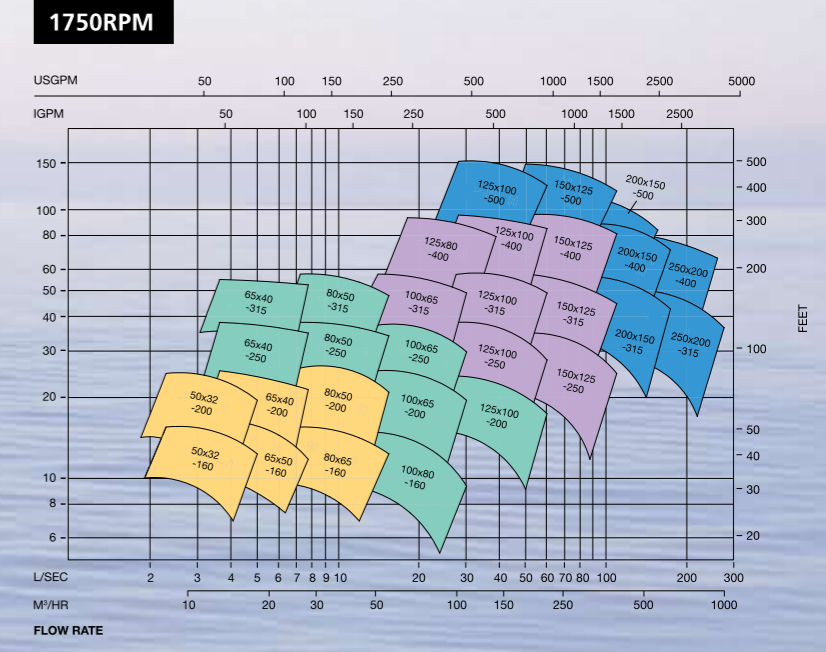 1750RPM
USGPM 50 100 150 250 500 1000 1500 2500 5000
IGPM 50 100 150 250 500 1000 1500 2500
150
100
80
60
50
40
30
20
10
8
6
500
400
300
200
100
50
40
30
20
FEET
125x100
-500
150x125
-500
200x150
-500
125x80
-400
125x100
-400
150x125
-400
200x150
-400
250x200
-400
65x40
-315
80x50
-315
100x65
-315
125x100
-315
150x125
-315
200x150
-315
250x200
-315
65x40
-250
80x50
-250
100x65
-250
125x100
-250
150x125
-250
50x32
-200
65x40
-200
80x50
-200
100x65
-200
125x100
-200
50x32
-160
65x50
-160
80x65
-160
100x80
-160
L/SEC 2 3 4 5 6 7 8 9 10 20 30 40 50 60 70 80 100 200 300
M³/HR 10 20 30 50 100 150 250 500 1000
FLOW RATE